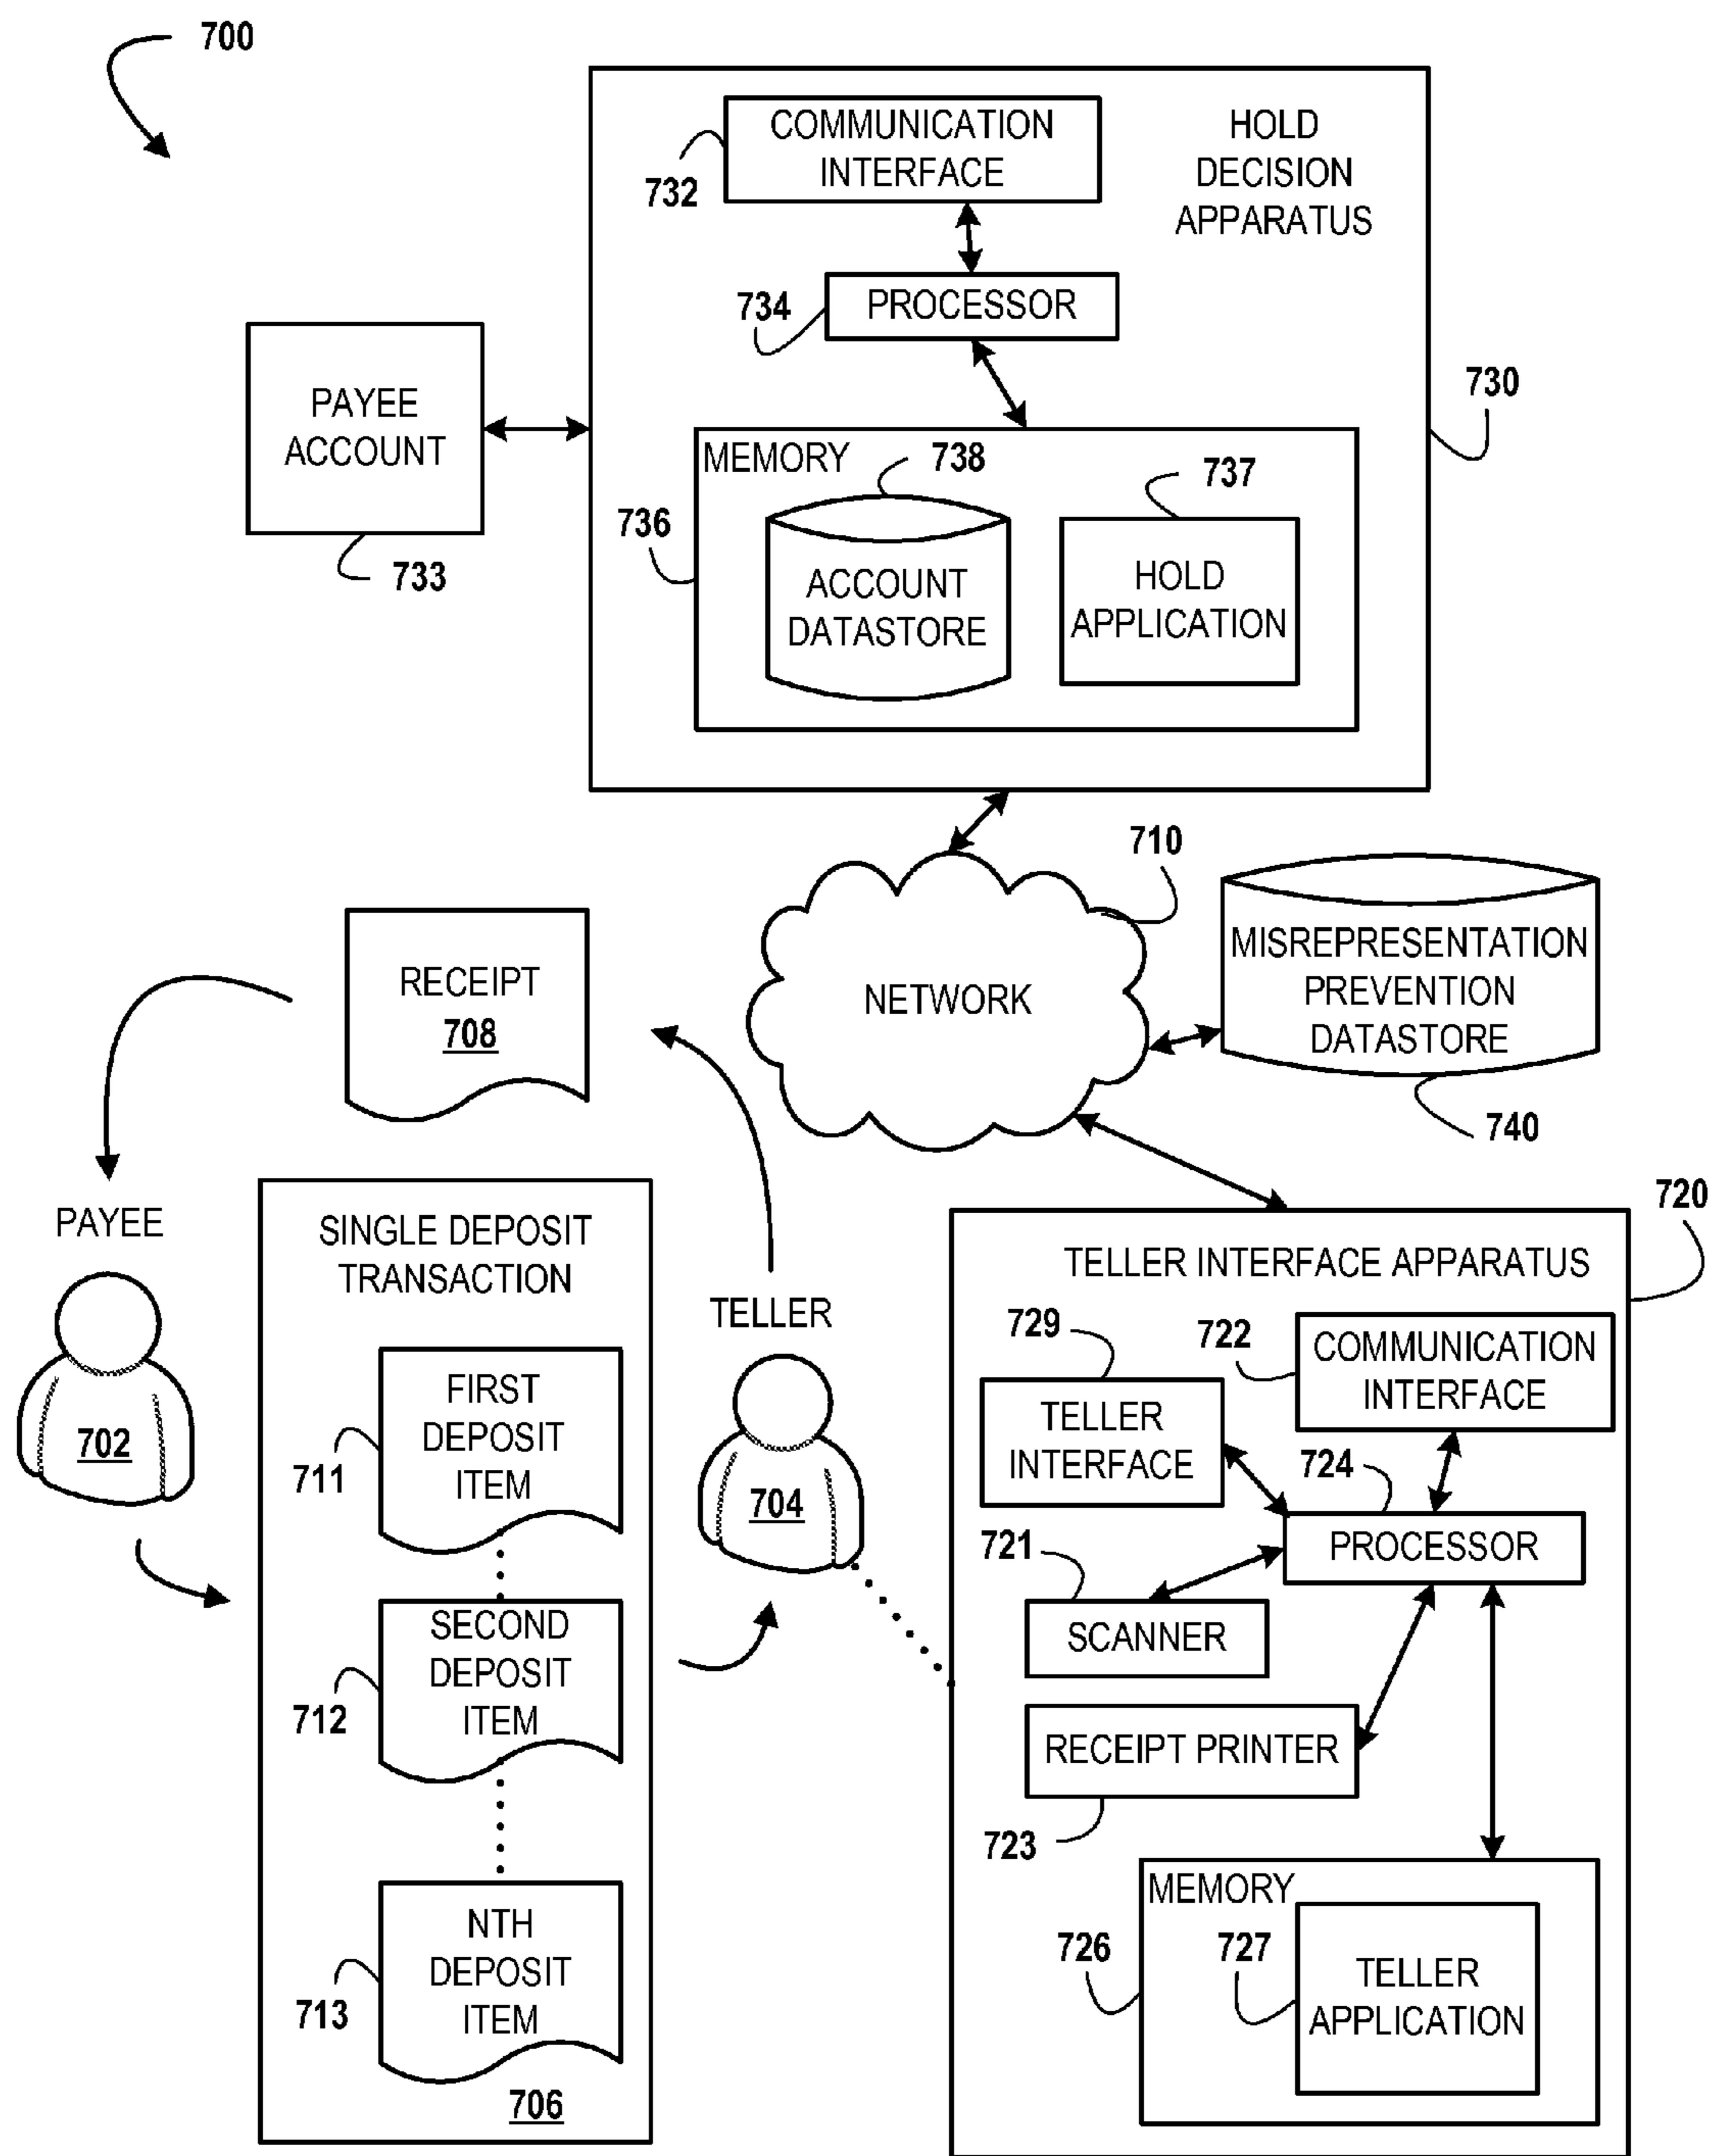 700
COMMUNICATION
INTERFACE
732
HOLD
DECISION
APPARATUS
734
PROCESSOR
730
PAYEE
ACCOUNT
733
MEMORY
738
737
736
ACCOUNT
DATASTORE
HOLD
APPLICATION
710
NETWORK
MISREPRESENTATION
PREVENTION
DATASTORE
740
RECEIPT
708
PAYEE
702
SINGLE DEPOSIT
TRANSACTION
FIRST
DEPOSIT
ITEM
711
SECOND
DEPOSIT
ITEM
712
NTH
DEPOSIT
ITEM
713
706
TELLER
704
720
TELLER INTERFACE APPARATUS
729
722
COMMUNICATION
INTERFACE
TELLER
INTERFACE
724
PROCESSOR
721
SCANNER
RECEIPT PRINTER
723
MEMORY
726
727
TELLER
APPLICATION